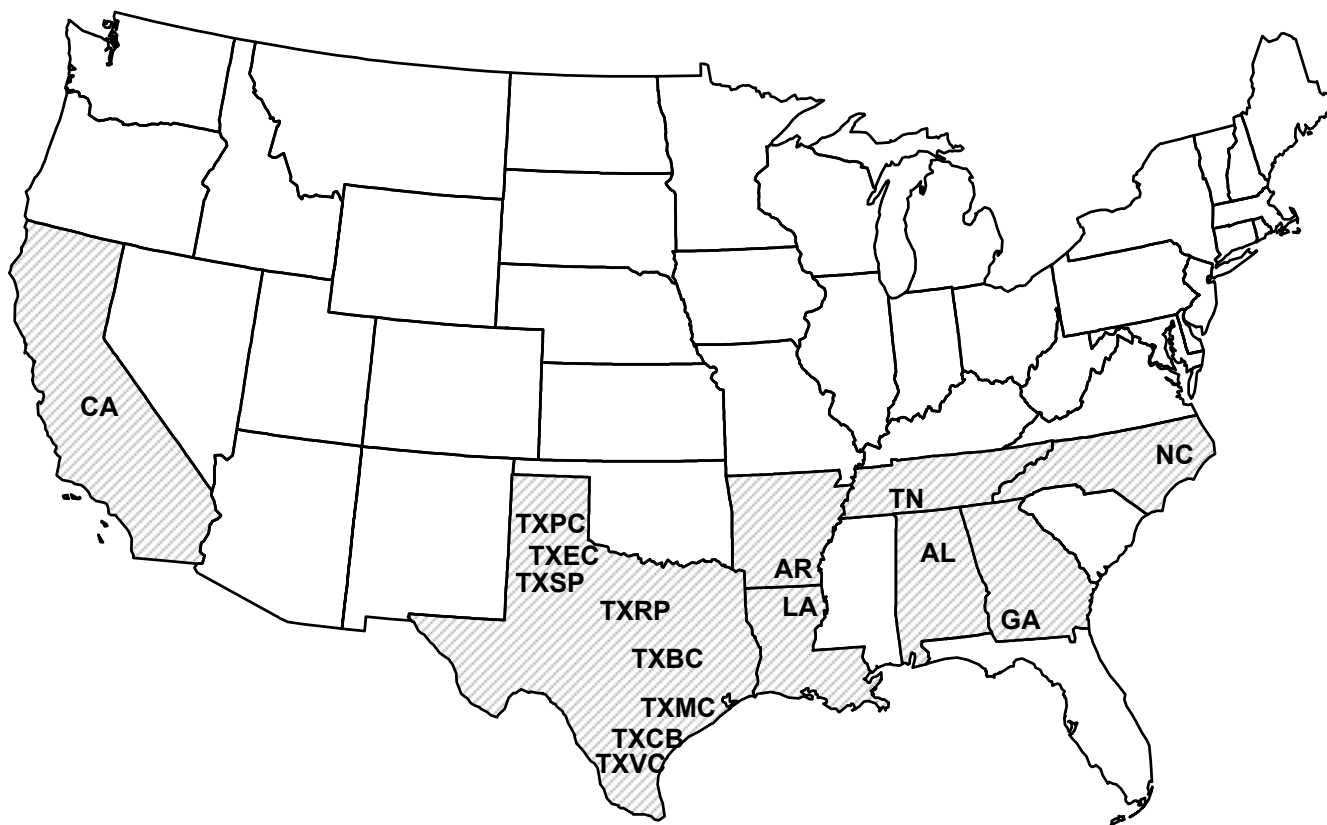 CA
NC
TN
TXPC
TXEC
AL
AR
TXSP
LA
TXRP
GA
TXBC
TXMC
TXCB
TXVC